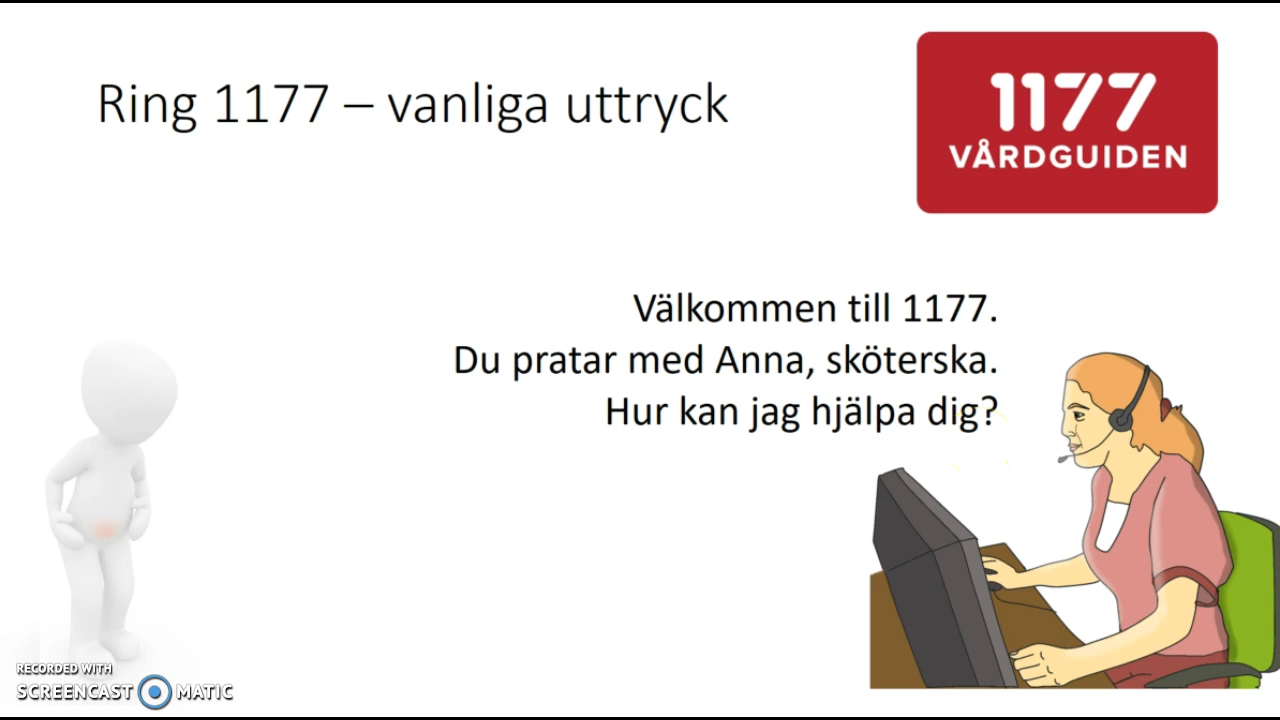 Ring 1177 – vanliga uttryck
1177
VÅRDGUIDEN
Välkommen till 1177.
Du pratar med Anna, sköterska.
Hur kan jag hjälpa dig?
RECORDED WITH
SCREENCAST MATIC